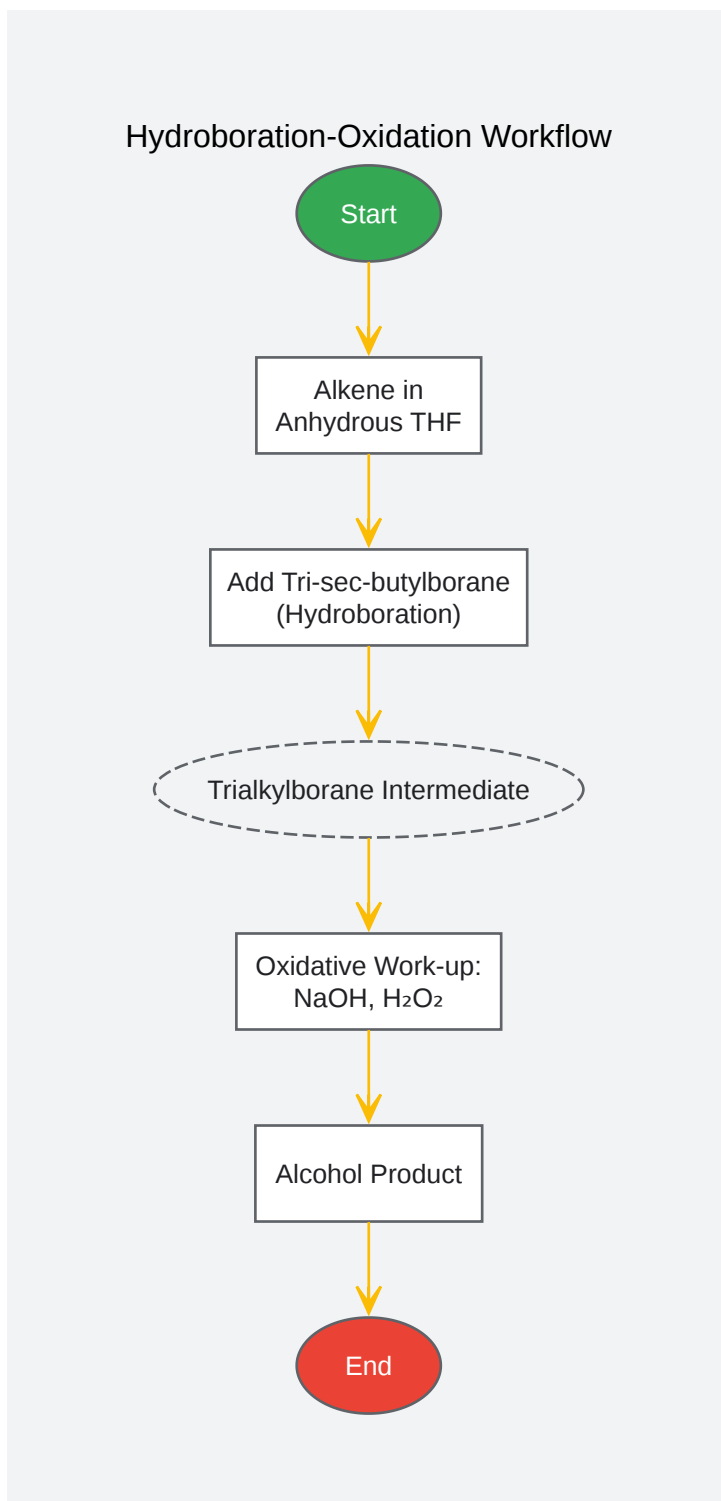 Hydroboration-Oxidation Workflow
Start
Alkene in
Anhydrous THF
Add Tri-sec-butylborane
(Hydroboration)
Trialkylborane Intermediate
Oxidative Work-up:
NaOH, H₂O₂
Alcohol Product
End